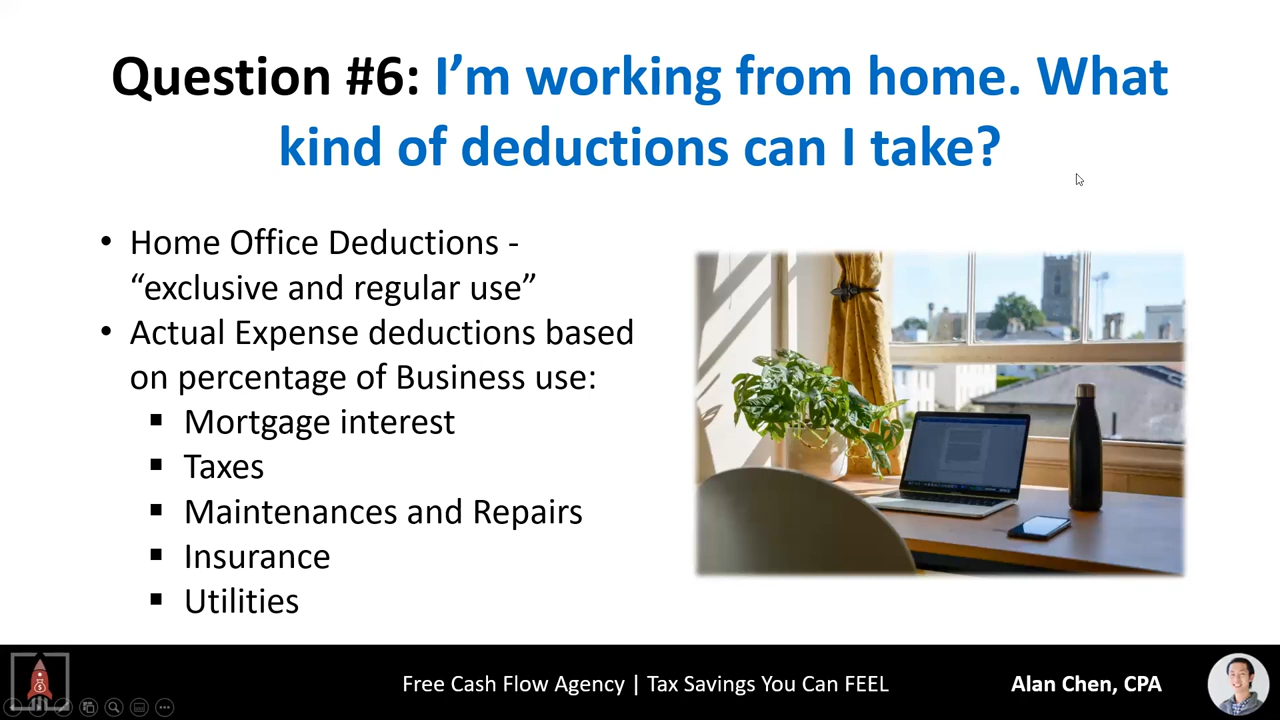 Question #6: I’m working from home. What
kind of deductions can I take?
• Home Office Deductions -
“exclusive and regular use”
• Actual Expense deductions based
on percentage of Business use:
▪ Mortgage interest
▪ Taxes
▪ Maintenances and Repairs
▪ Insurance
▪ Utilities
Free Cash Flow Agency | Tax Savings You Can FEEL
Alan Chen, CPA